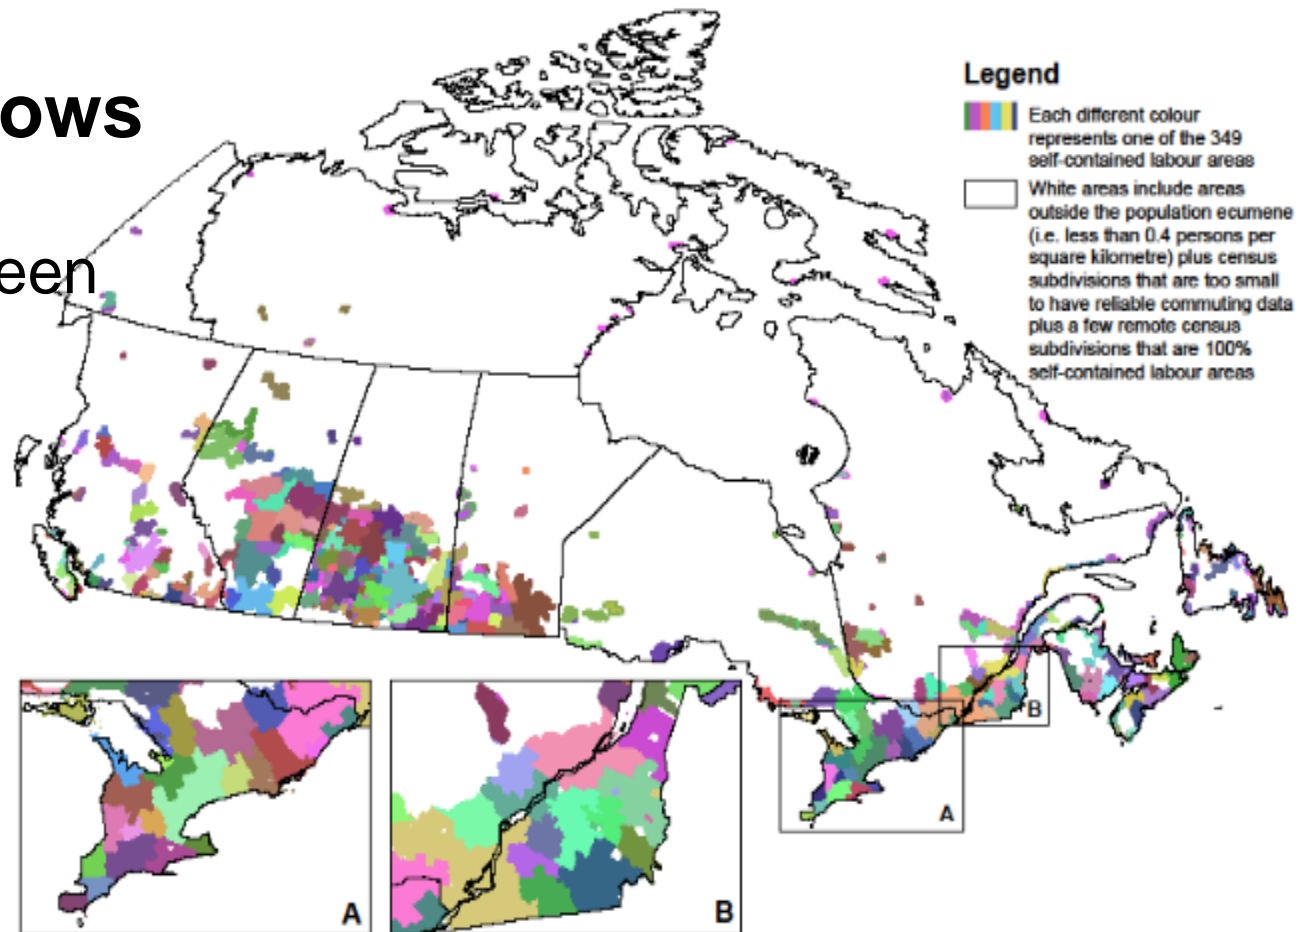 ows
een
Legend
Each different colour
represents one of the 349
self-contained labour areas
White areas include areas
outside the population ecumene
(i.e. less than 0.4 persons per
square kilometre) plus census
subdivisions that are too small
to have reliable commuting data
plus a few remote census
subdivisions that are 100%
self-contained labour areas
B
A
A
B